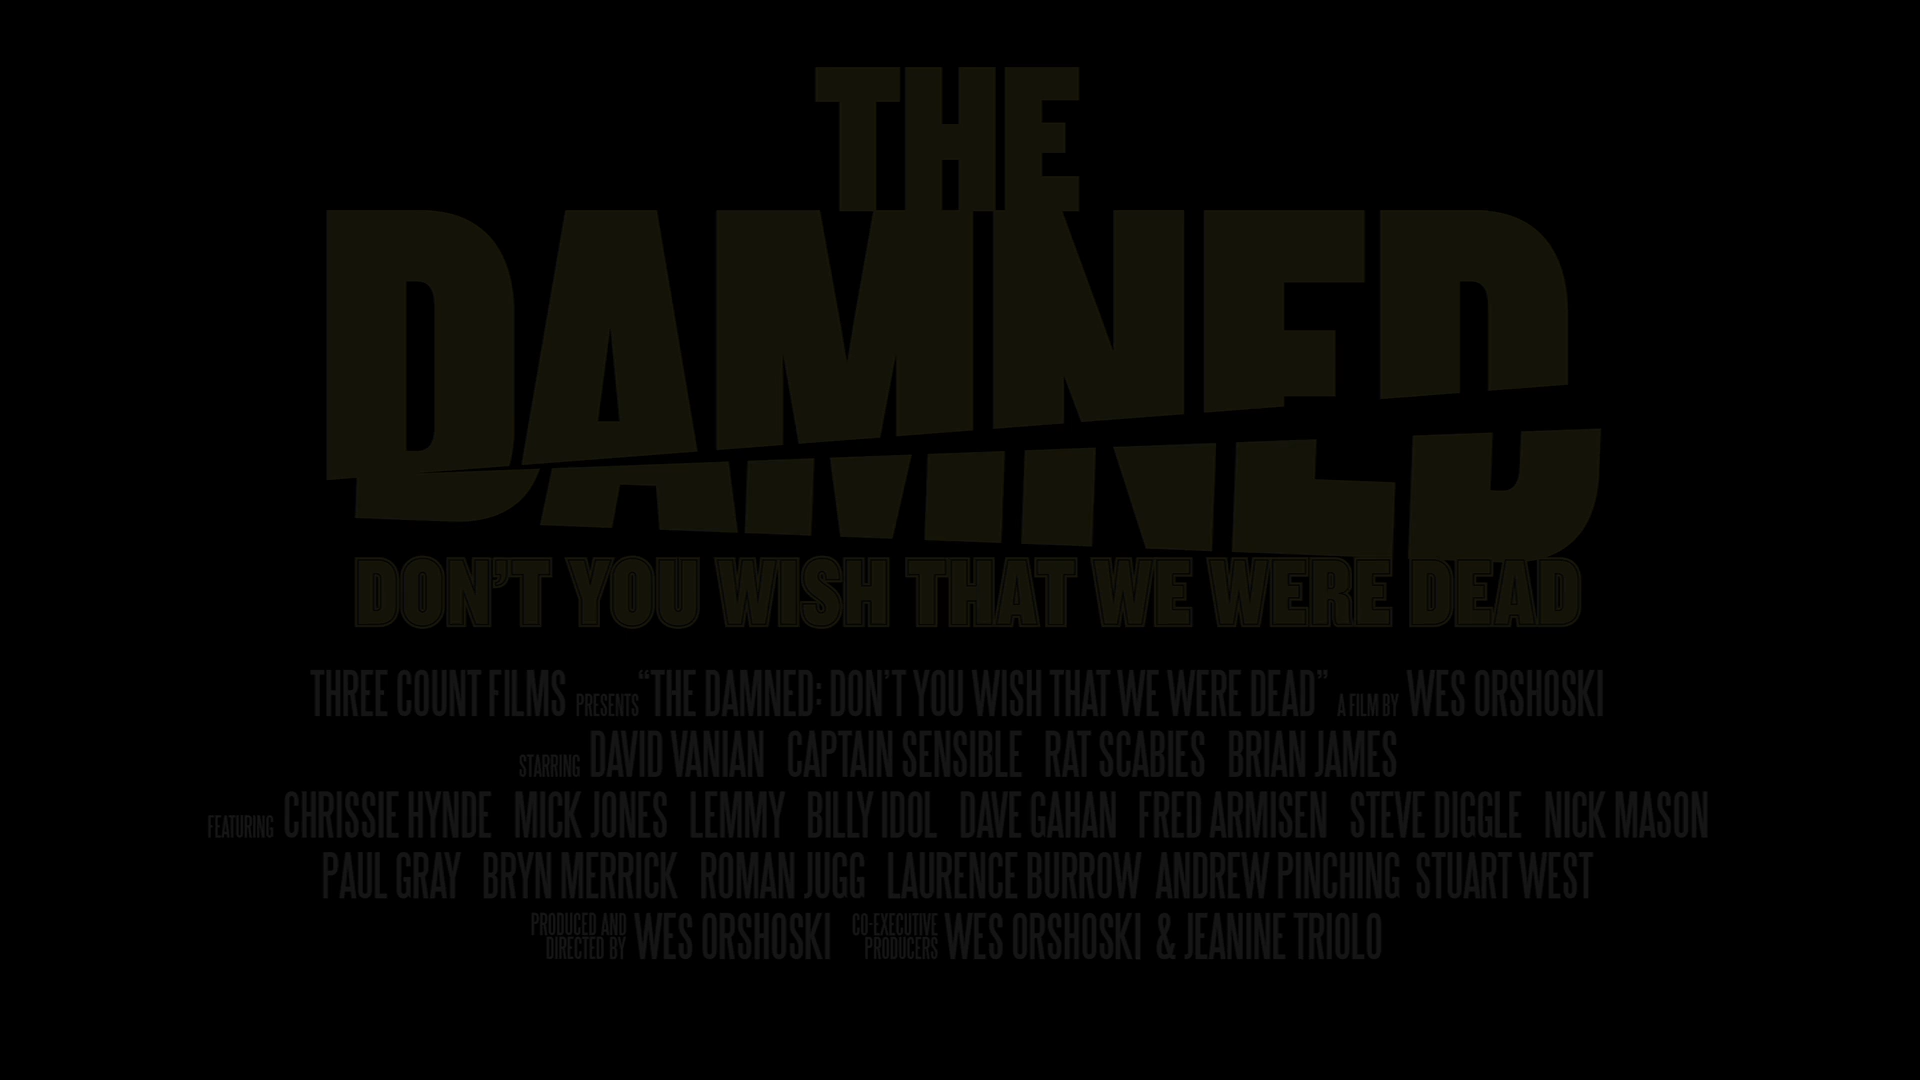 THE
DAMNED
DON'T YOU WISH THAT WE WERE DEAD
THREE COUNT FILMS PRESENTS “THE DAMNED: DON'T YOU WISH THAT WE WERE DEAD” A FILM BY WES ORSHOSKI
STARRING DAVID VANIAN CAPTAIN SENSIBLE RAT SCABIES BRIAN JAMES
FEATURING CHRISSIE HYNDE MICK JONES LEMMY BILLY IDOL DAVE GAHAN FRED ARMISEN STEVE DIGGLE NICK MASON
PAUL GRAY BRYN MERRICK ROMAN JUGG LAURENCE BURROW ANDREW PINCHING STUART WEST
PRODUCED AND DIRECTED BY WES ORSHOSKI CO-EXECUTIVE PRODUCERS WES ORSHOSKI & JEANINE TRIOLO